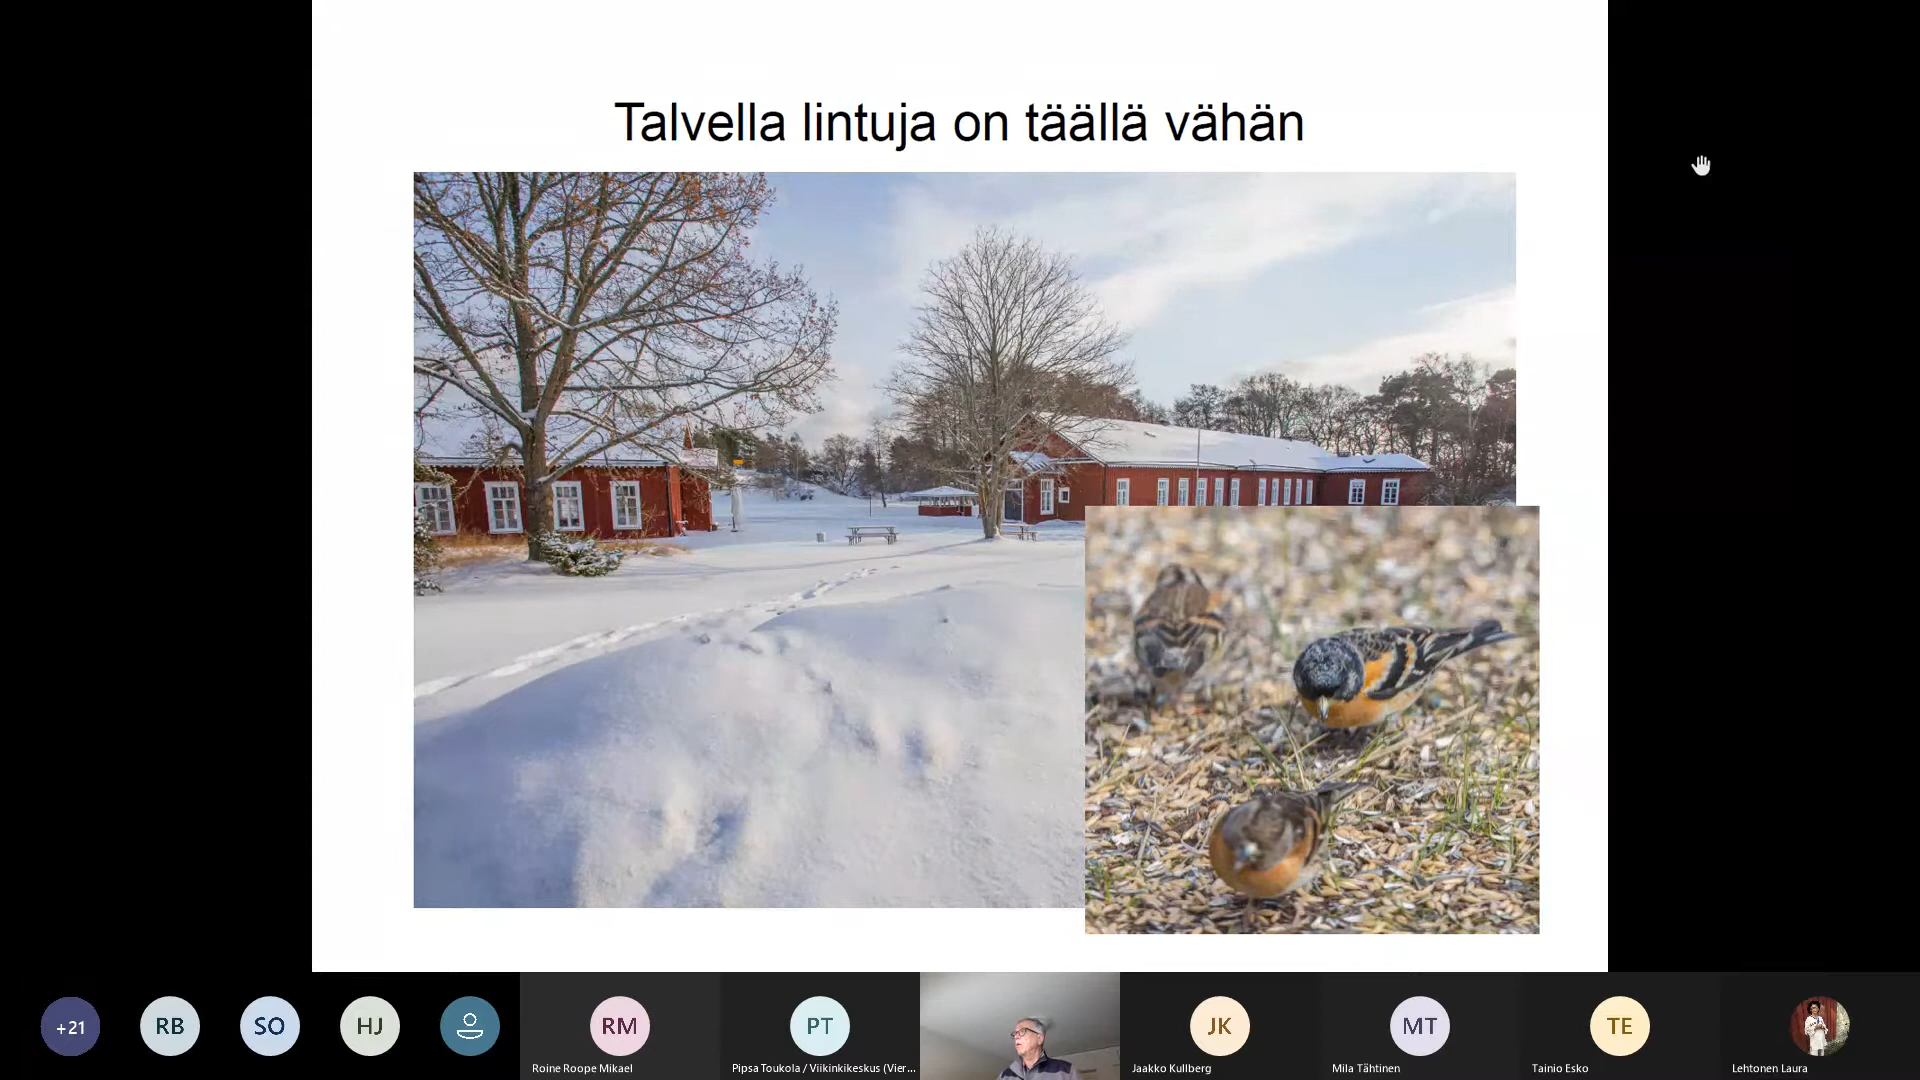 Talvella lintuja on täällä vähän
+21
RB
SO
HJ
RM
PT
JK
MT
TE
Roine Roope Mikael
Pipsa Toukola / Viikinkikeskus (Vier...
Jaakko Kullberg
Mila Tähtinen
Tainio Esko
Lehtonen Laura